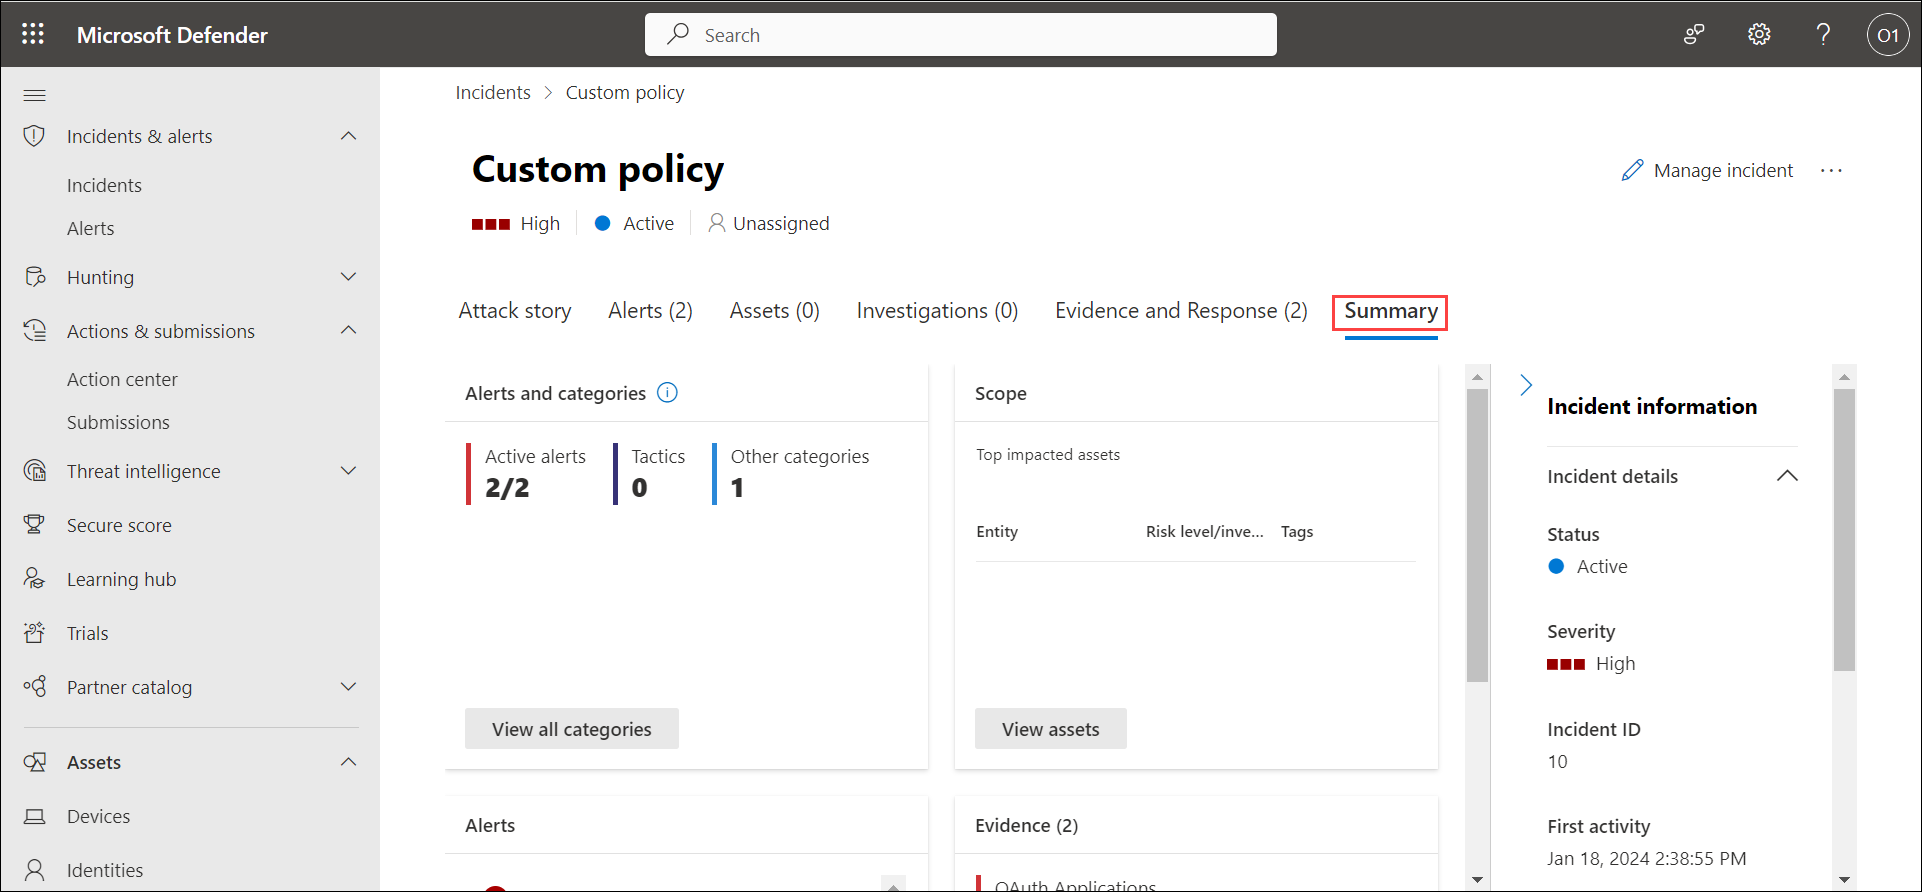 Microsoft Defender
Search
O1
Incidents & alerts
Incidents
Alerts
Hunting
Actions & submissions
Action center
Submissions
Threat intelligence
Secure score
Learning hub
Trials
Partner catalog
Assets
Devices
Identities
Incidents > Custom policy
Custom policy
Manage incident ...
High
Active
Unassigned
Attack story
Alerts (2)
Assets (0)
Investigations (0)
Evidence and Response (2)
Summary
Alerts and categories
Active alerts
2/2
Tactics
0
Other categories
1
View all categories
Scope
Top impacted assets
Entity
Risk level/inve...
Tags
View assets
Alerts
Evidence (2)
OAuth Applications
Incident information
Incident details
Status
Active
Severity
High
Incident ID
10
First activity
Jan 18, 2024 2:38:55 PM